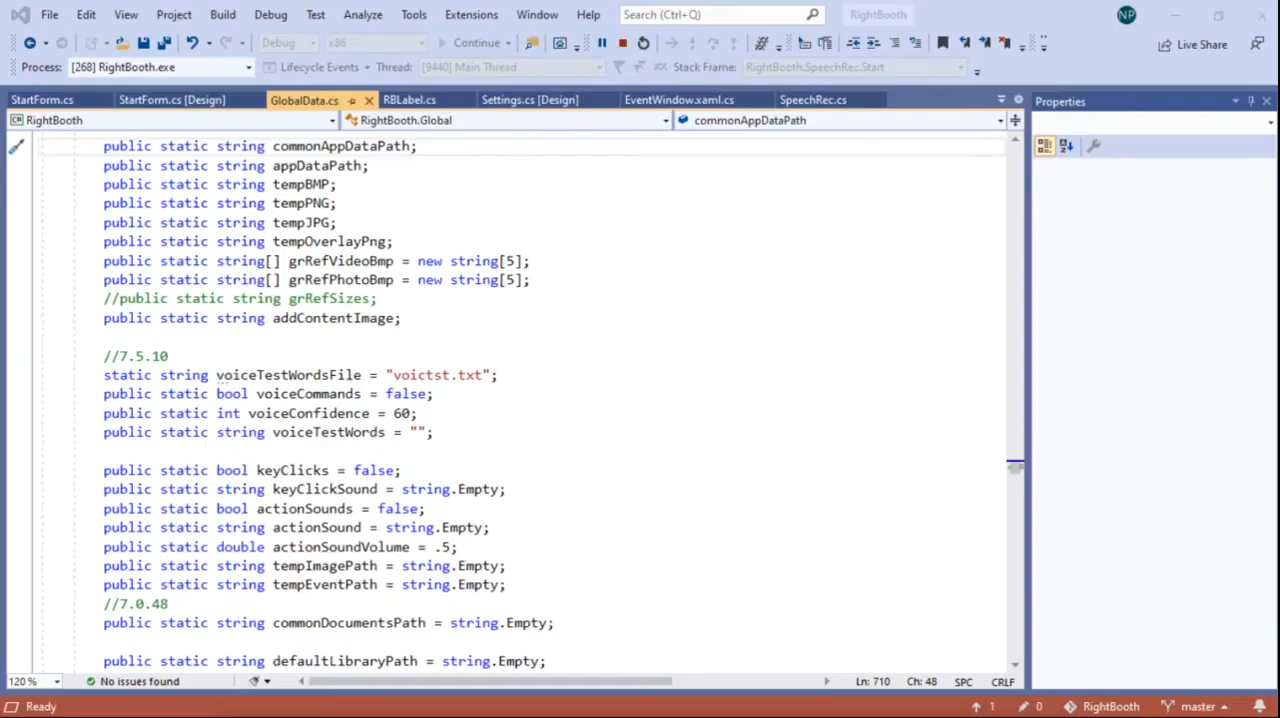 File Edit View Project Build Debug Test Analyze Tools Extensions Window Help Search (Ctrl+Q) RightBooth NP
Debug x86 Continue Live Share
Process: [268] RightBooth.exe Lifecycle Events Thread: [9440] Main Thread Stack Frame: RightBooth.SpeechRec.Start
StartForm.cs StartForm.cs [Design] GlobalData.cs RBLabel.cs Settings.cs [Design] EventWindow.xaml.cs SpeechRec.cs Properties
RightBooth RightBooth.Global commonAppDataPath
public static string commonAppDataPath;
public static string appDataPath;
public static string tempBMP;
public static string tempPNG;
public static string tempJPG;
public static string tempOverlayPng;
public static string[] grRefVideoBmp = new string[5];
public static string[] grRefPhotoBmp = new string[5];
//public static string grRefSizes;
public static string addContentImage;
//7.5.10
static string voiceTestWordsFile = "voictst.txt";
public static bool voiceCommands = false;
public static int voiceConfidence = 60;
public static string voiceTestWords = "";
public static bool keyClicks = false;
public static string keyClickSound = string.Empty;
public static bool actionSounds = false;
public static string actionSound = string.Empty;
public static double actionSoundVolume = .5;
public static string tempImagePath = string.Empty;
public static string tempEventPath = string.Empty;
//7.0.48
public static string commonDocumentsPath = string.Empty;
public static string defaultLibraryPath = string.Empty;
120 % No issues found Ln: 710 Ch: 48 SPC CRLF
Ready 1 0 RightBooth master